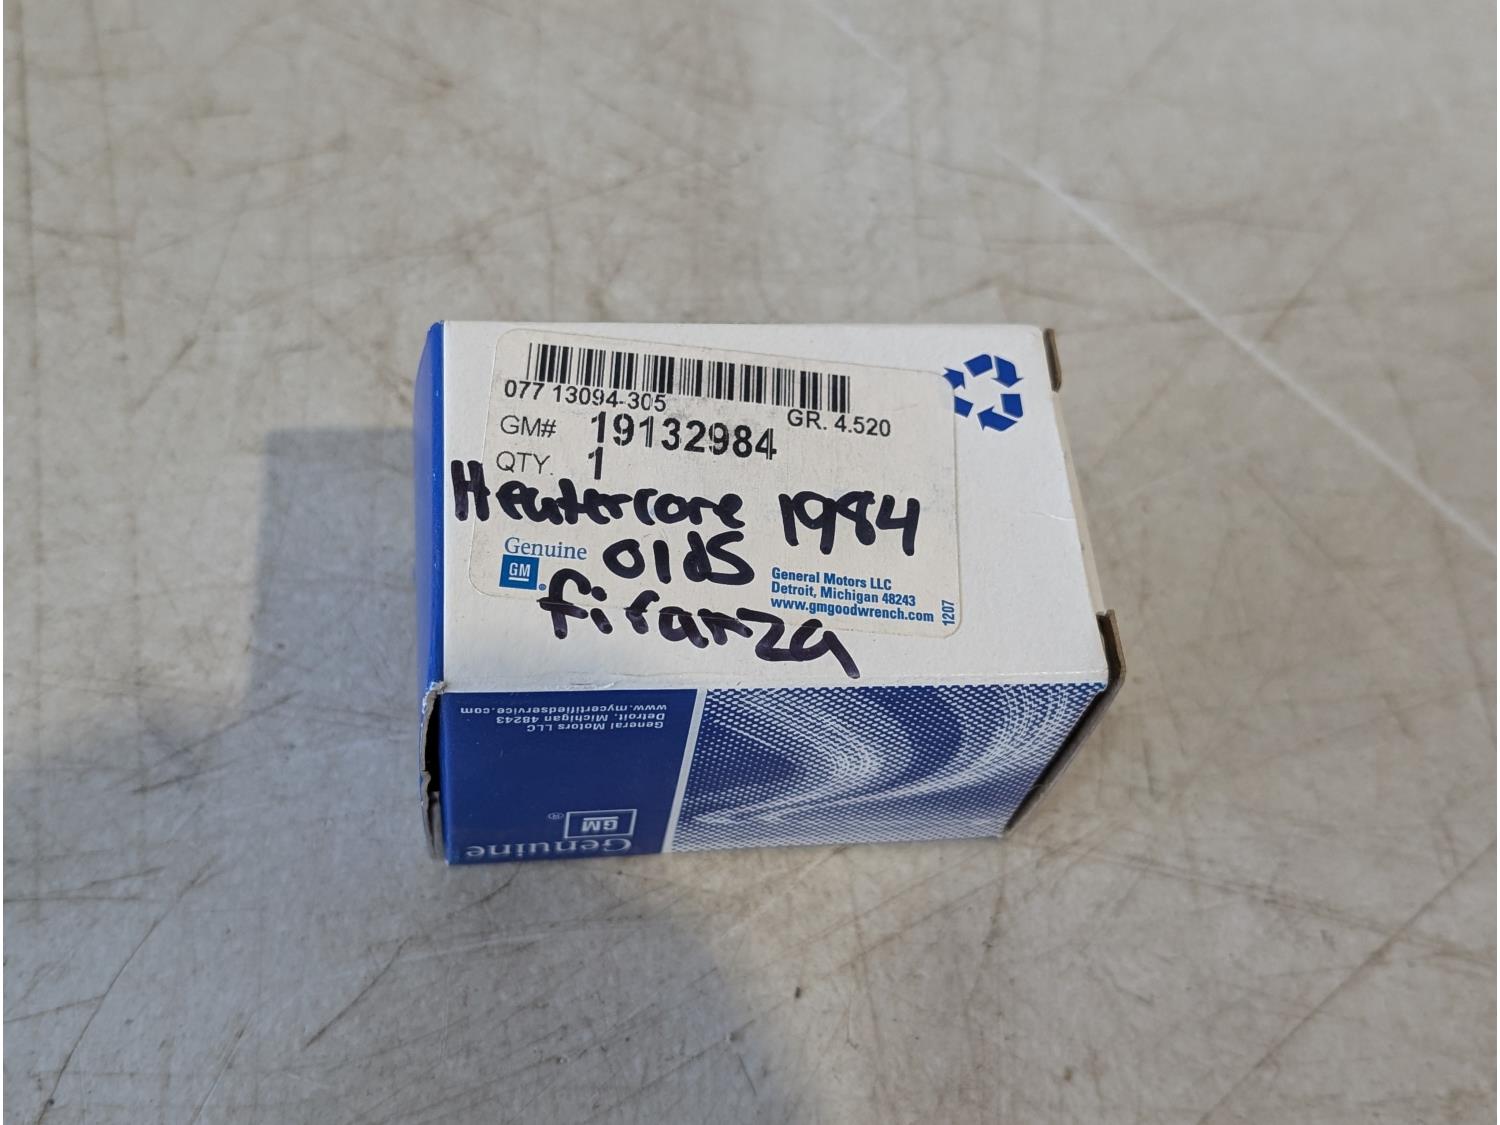 077 13094-305
GR. 4.520
GM# 19132984
QTY. 1
Heatercore 1984
Olds
firanza
Genuine
GM
®
General Motors LLC
Detroit, Michigan 48243
www.gmgoodwrench.com
1207
General Motors LLC
Detroit, Michigan 48243
www.mycertifiedservice.com
GM
®
Genuine